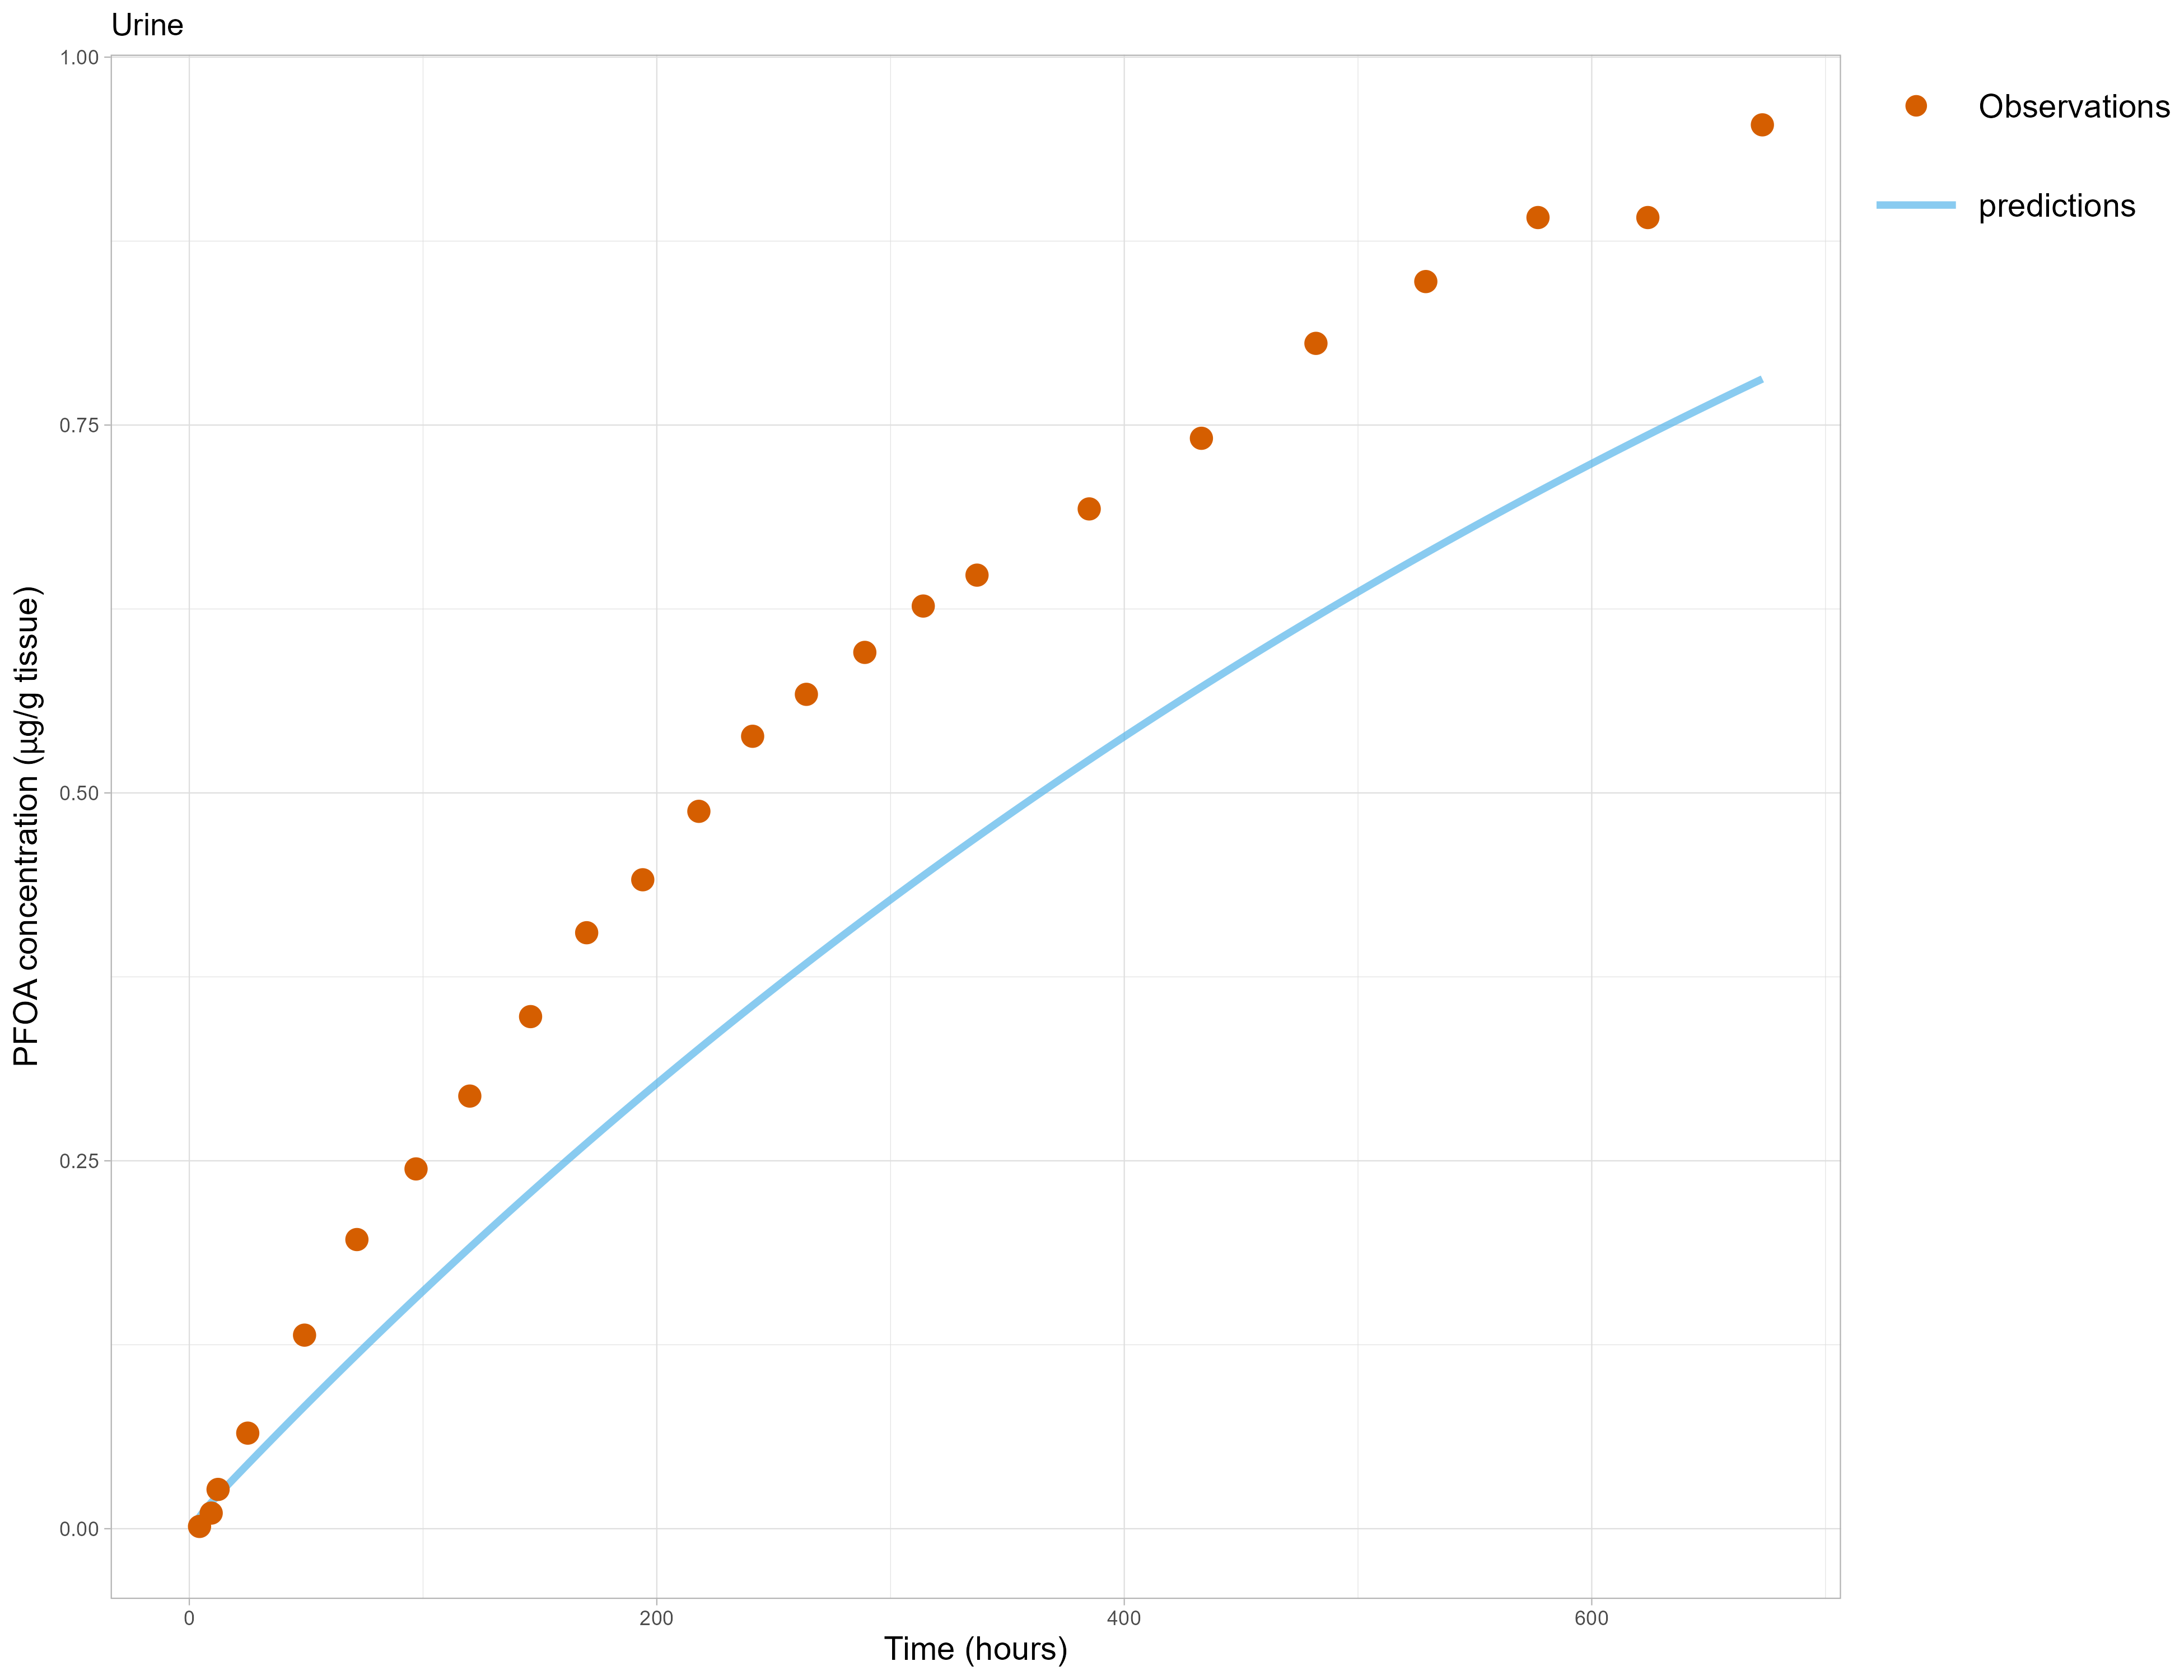 Urine
1.00
0.75
0.50
0.25
0.00
PFOA concentration (µg/g tissue)
0 200 400 600
Time (hours)
Observations
predictions